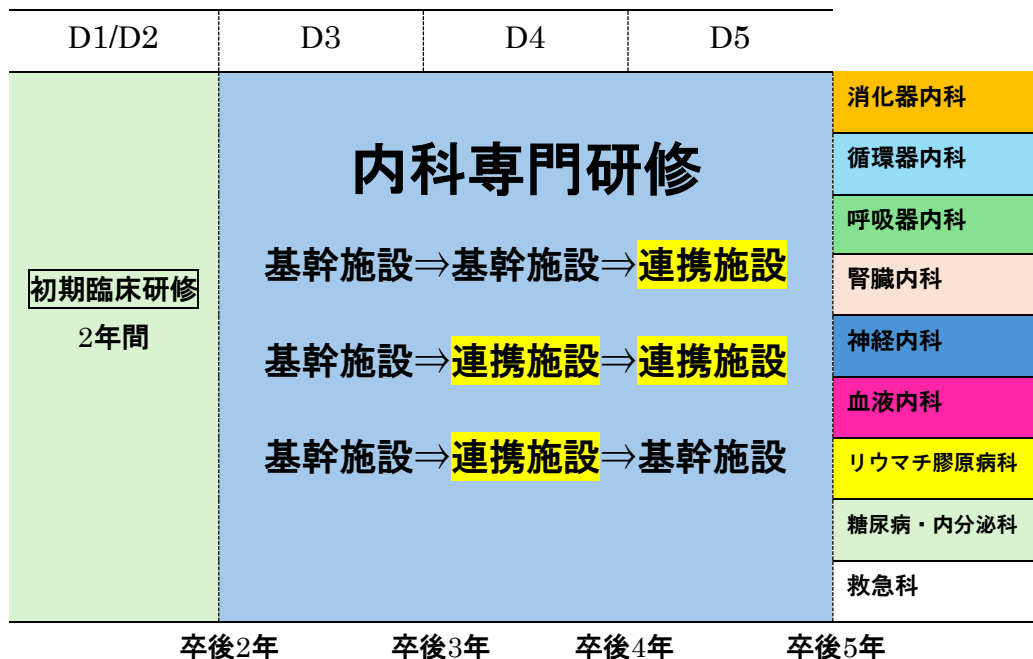 D1/D2 D3 D4 D5
初期臨床研修
2年間
内科専門研修
基幹施設⇒基幹施設⇒連携施設
基幹施設⇒連携施設⇒連携施設
基幹施設⇒連携施設⇒基幹施設
消化器内科
循環器内科
呼吸器内科
腎臓内科
神経内科
血液内科
リウマチ膠原病科
糖尿病・内分泌科
救急科
卒後2年 卒後3年 卒後4年 卒後5年